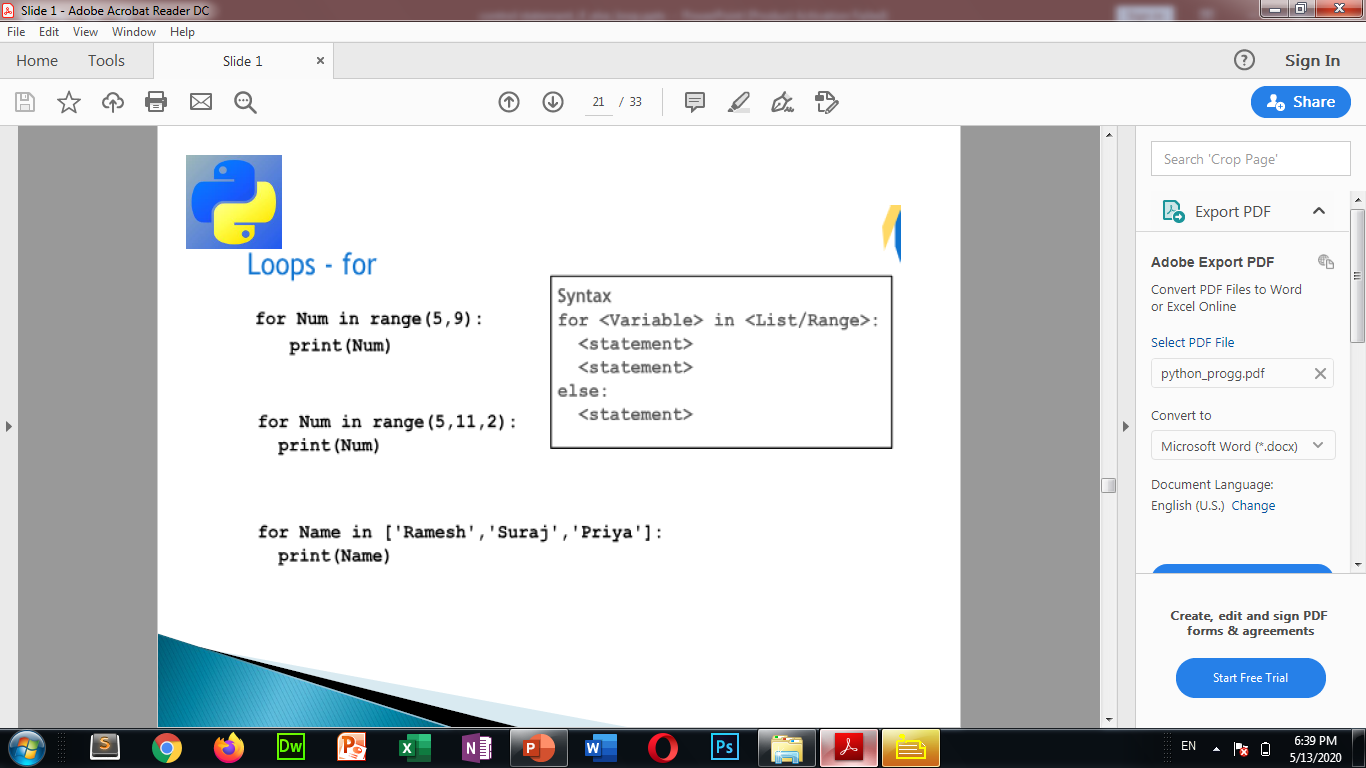 Slide 1 - Adobe Acrobat Reader DC
File Edit View Window Help
Home Tools Slide 1 × ? Sign In
21 / 33 Share
Loops - for
for Num in range(5,9):
print(Num)
for Num in range(5,11,2):
print(Num)
for Name in ['Ramesh','Suraj','Priya']:
print(Name)
Syntax
for <Variable> in <List/Range>:
<statement>
<statement>
else:
<statement>
Search 'Crop Page'
Export PDF
Adobe Export PDF
Convert PDF Files to Word
or Excel Online
Select PDF File
python_progg.pdf
Convert to
Microsoft Word (*.docx)
Document Language:
English (U.S.) Change
Create, edit and sign PDF
forms & agreements
Start Free Trial
S Dw P X N P W Ps EN 6:39 PM
5/13/2020